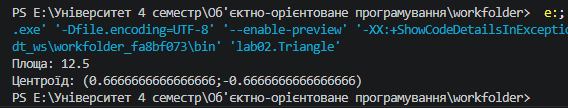 PS E:\Університет 4 семестр\Об'єктно-орієнтоване програмування\workfolder> e:;
.exe' '-Dfile.encoding=UTF-8' '--enable-preview' '-XX:+ShowCodeDetailsInExceptio
dt_ws\workfolder_fa8bf073\bin' 'lab02.Triangle'
Площа: 12.5
Центроїд: (0.6666666666666666;-0.6666666666666666)
PS E:\Університет 4 семестр\Об'єктно-орієнтоване програмування\workfolder>